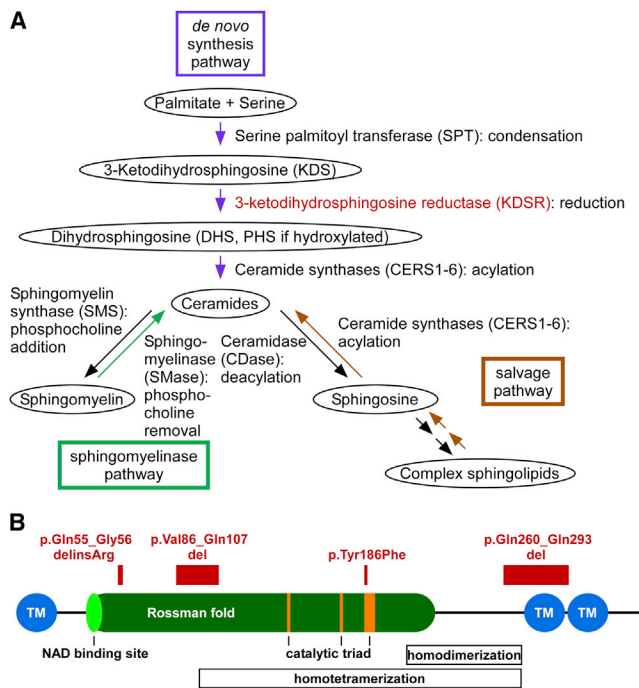 A
de novo
synthesis
pathway
Palmitate + Serine
Serine palmitoyl transferase (SPT): condensation
3-Ketodihydrosphingosine (KDS)
3-ketodihydrosphingosine reductase (KDSR): reduction
Dihydrosphingosine (DHS, PHS if hydroxylated)
Ceramide synthases (CERS1-6): acylation
Ceramides
Sphingomyelin
synthase (SMS):
phosphocholine
addition
Sphingo-
myelinase
(SMase):
phospho-
choline
removal
Ceramidase
(CDase):
deacylation
Ceramide synthases (CERS1-6):
acylation
salvage
pathway
Sphingomyelin
Sphingosine
sphingomyelinase
pathway
Complex sphingolipids
B
p.Gln55_Gly56
delinsArg
p.Val86_Gln107
del
p.Tyr186Phe
p.Gln260_Gln293
del
TM
Rossman fold
TM
TM
NAD binding site
catalytic triad
homodimerization
homotetramerization